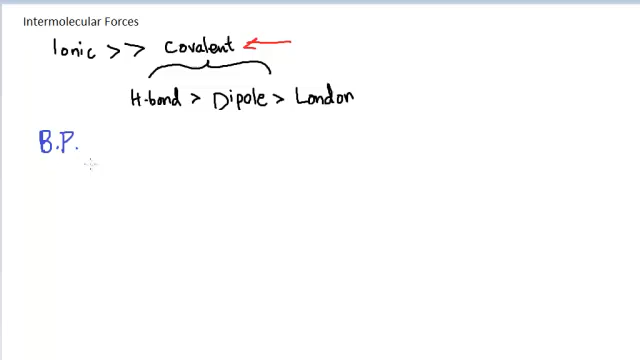 Intermolecular Forces
Ionic >> Covalent
H-bond > Dipole > London
B.P.